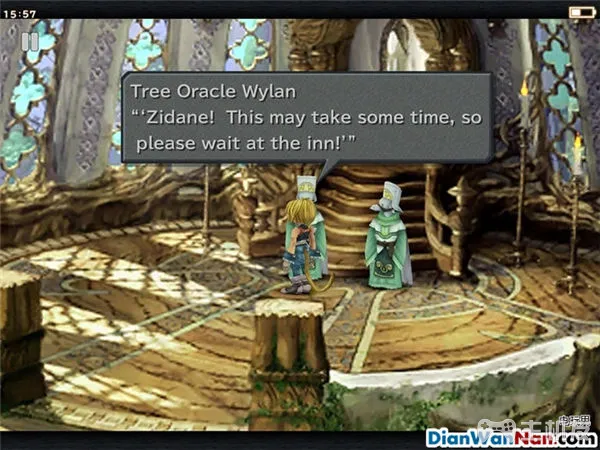 15:57
Tree Oracle Wylan
“‘Zidane! This may take some time, so
please wait at the inn!’”
DianWanNan.com